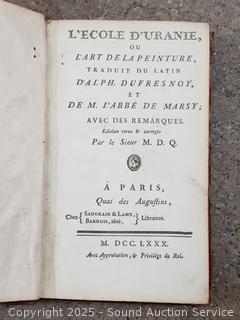 L'ECOLE D'URANIE,
OU
L'ART DE LA PEINTURE,
TRADUIT DU LATIN
D'ALPH. DUFRESNOY,
ET
DE M. L'ABBÉ DE MARSY;
AVEC DES REMARQUES.
Edition revue & corrigée
Par le Sieur M. D. Q.
À PARIS,
Quai des Augustins,
Chez { SAUGRAIN & LAMY, } Libraires.
BARROIS, aîné,
M. DCC. LXXX.
Avec Approbation, & Privilége du Roi.
Copyright 2025 - Sound Auction Service